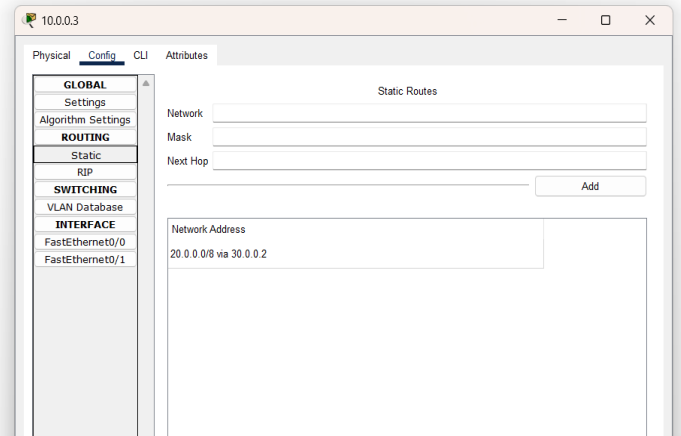 10.0.0.3
Physical Config CLI Attributes
GLOBAL
Settings
Algorithm Settings
ROUTING
Static
RIP
SWITCHING
VLAN Database
INTERFACE
FastEthernet0/0
FastEthernet0/1
Static Routes
Network
Mask
Next Hop
Add
Network Address
20.0.0.0/8 via 30.0.0.2